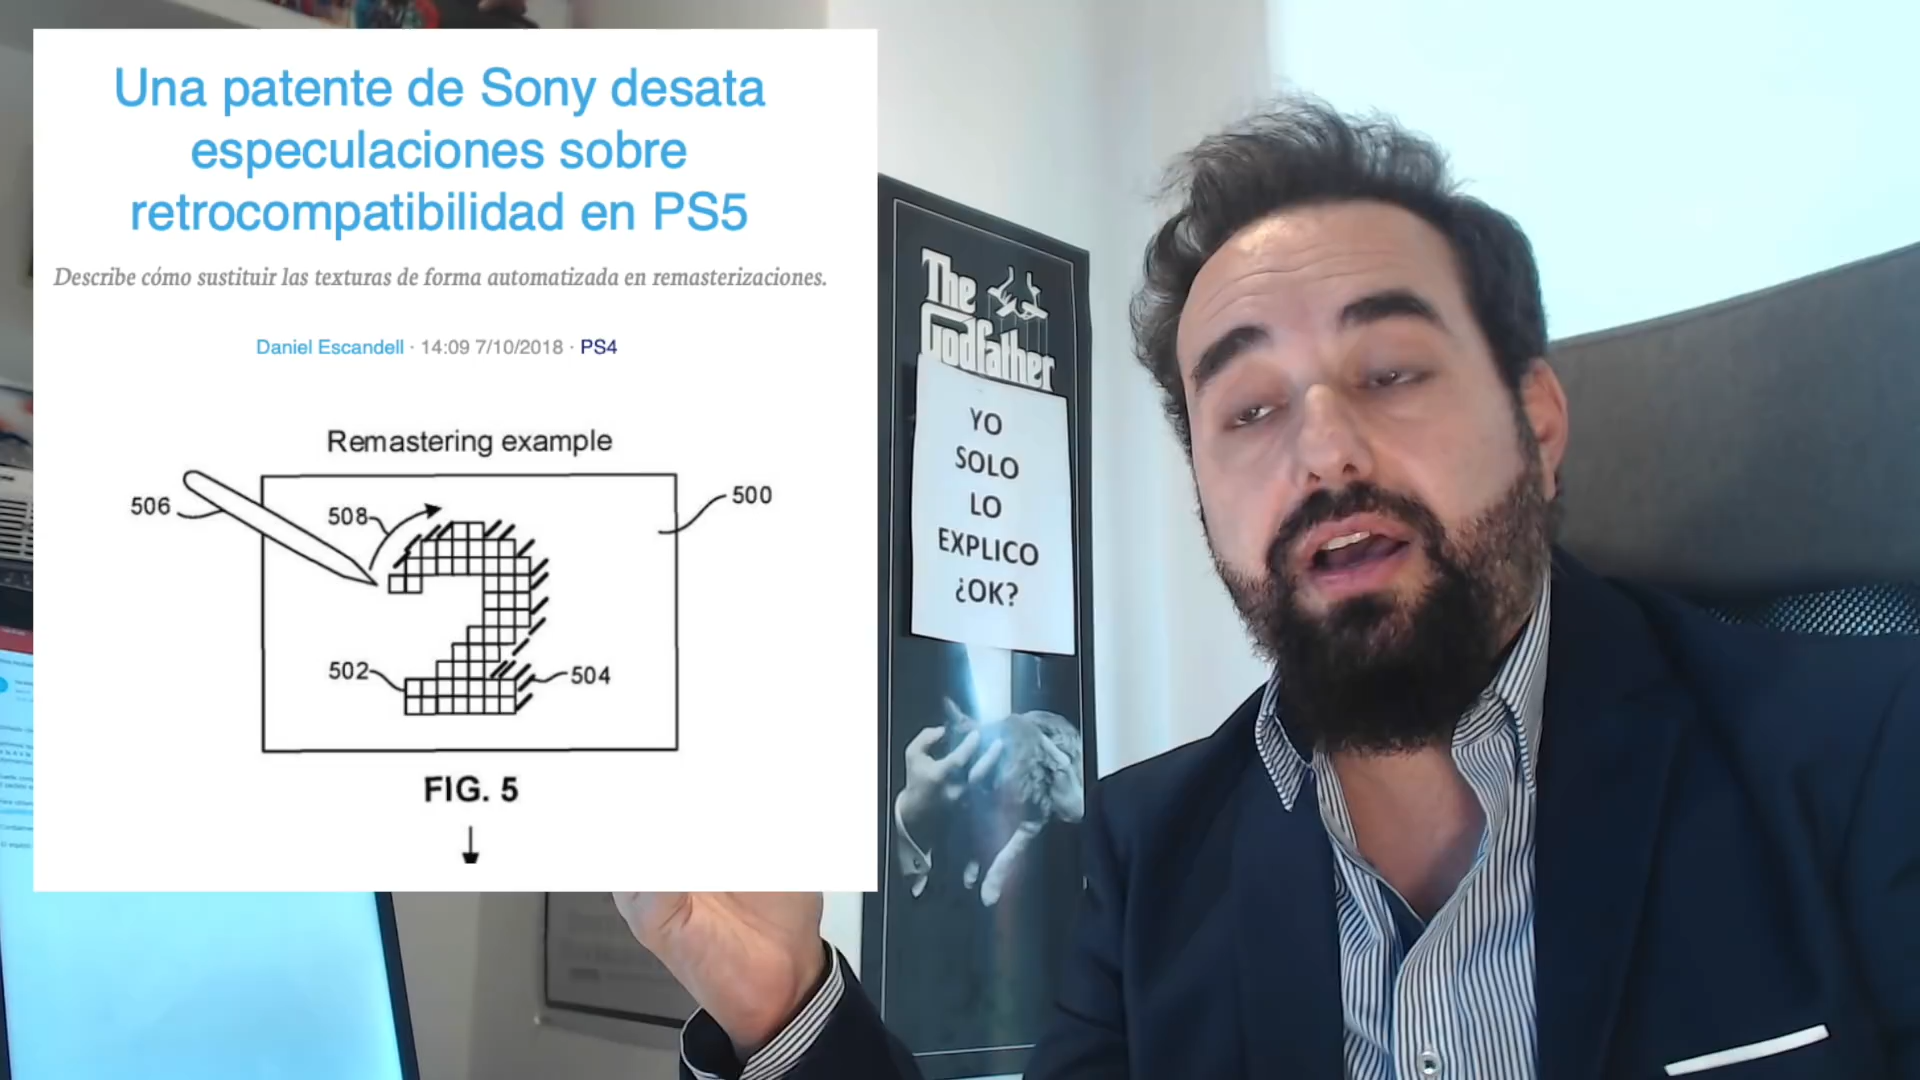 Una patente de Sony desata
especulaciones sobre
retrocompatibilidad en PS5
Describe cómo sustituir las texturas de forma automatizada en remasterizaciones.
Daniel Escandell · 14:09 7/10/2018 · PS4
Remastering example
506
508
500
502
504
FIG. 5
The
Godfather
YO
SOLO
LO
EXPLICO
¿OK?